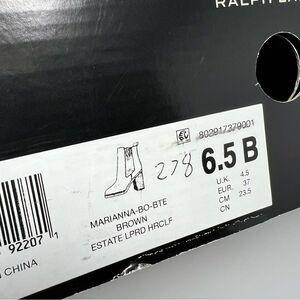 RALPH LA
802917379001
278
6.5 B
U.K. 4.5
EUR. 37
CM 23.5
CN
MARIANNA-BO-BTE
BROWN
ESTATE LPRD HRCLF
92207 1
CHINA